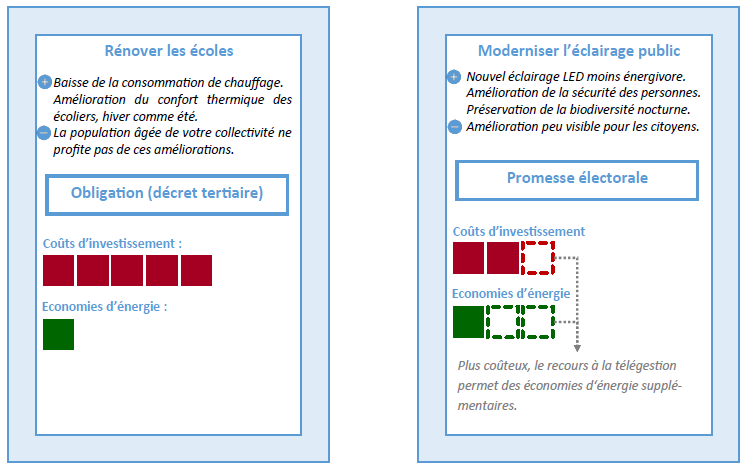 Rénover les écoles
+ Baisse de la consommation de chauffage.
Amélioration du confort thermique des
écoliers, hiver comme été.
− La population âgée de votre collectivité ne
profite pas de ces améliorations.
Obligation (décret tertiaire)
Coûts d’investissement :
Economies d’énergie :
Moderniser l’éclairage public
+ Nouvel éclairage LED moins énergivore.
Amélioration de la sécurité des personnes.
Préservation de la biodiversité nocturne.
− Amélioration peu visible pour les citoyens.
Promesse électorale
Coûts d’investissement
Economies d’énergie
Plus coûteux, le recours à la télégestion
permet des économies d’énergie supplé-
mentaires.